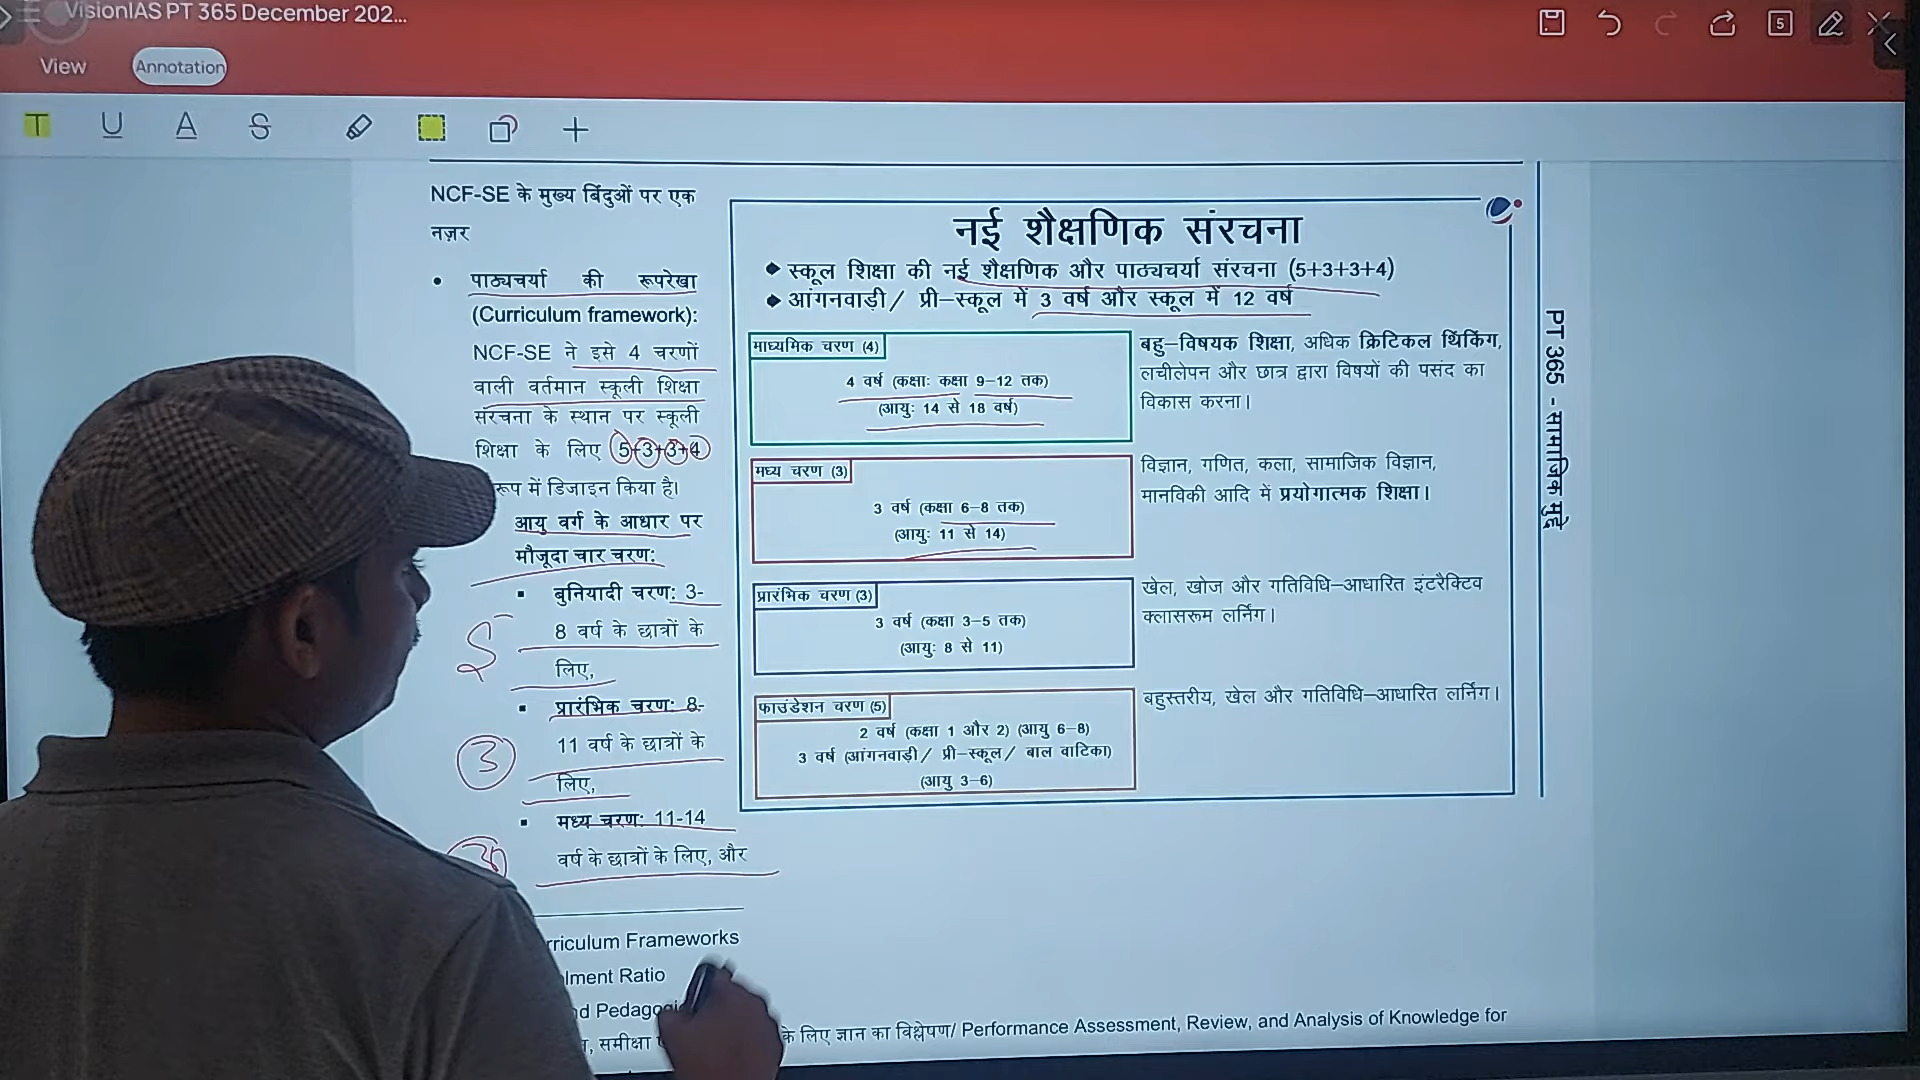 VisionIAS PT 365 December 202...
View
Annotation
T U A S
5
NCF-SE के मुख्य बिंदुओं पर एक
नज़र
पाठ्यचर्या की रूपरेखा
(Curriculum framework):
NCF-SE ने इसे 4 चरणों
वाली वर्तमान स्कूली शिक्षा
संरचना के स्थान पर स्कूली
शिक्षा के लिए 5+3+3+4
रूप में डिजाइन किया है।
आयु वर्ग के आधार पर
मौजूदा चार चरण:
बुनियादी चरण: 3-
8 वर्ष के छात्रों के
लिए,
5
प्रारंभिक चरण: 8-
11 वर्ष के छात्रों के
लिए,
3
मध्य चरण: 11-14
वर्ष के छात्रों के लिए, और
नई शैक्षणिक संरचना
स्कूल शिक्षा की नई शैक्षणिक और पाठ्यचर्या संरचना (5+3+3+4)
आंगनवाड़ी/ प्री–स्कूल में 3 वर्ष और स्कूल में 12 वर्ष
माध्यमिक चरण (4)
4 वर्ष (कक्षाः कक्षा 9–12 तक)
(आयुः 14 से 18 वर्ष)
बहु–विषयक शिक्षा, अधिक क्रिटिकल थिंकिंग,
लचीलेपन और छात्र द्वारा विषयों की पसंद का
विकास करना।
मध्य चरण (3)
3 वर्ष (कक्षा 6–8 तक)
(आयुः 11 से 14)
विज्ञान, गणित, कला, सामाजिक विज्ञान,
मानविकी आदि में प्रयोगात्मक शिक्षा।
प्रारंभिक चरण (3)
3 वर्ष (कक्षा 3–5 तक)
(आयुः 8 से 11)
खेल, खोज और गतिविधि–आधारित इंटरैक्टिव
क्लासरूम लर्निंग।
फाउंडेशन चरण (5)
2 वर्ष (कक्षा 1 और 2) (आयु 6–8)
3 वर्ष (आंगनवाड़ी/ प्री–स्कूल/ बाल वाटिका)
(आयु 3–6)
बहुस्तरीय, खेल और गतिविधि–आधारित लर्निंग।
PT 365 - सामाजिक मुद्दे
Curriculum Frameworks
Ratio
समीक्षा
के लिए ज्ञान का विश्लेषण/ Performance Assessment, Review, and Analysis of Knowledge for